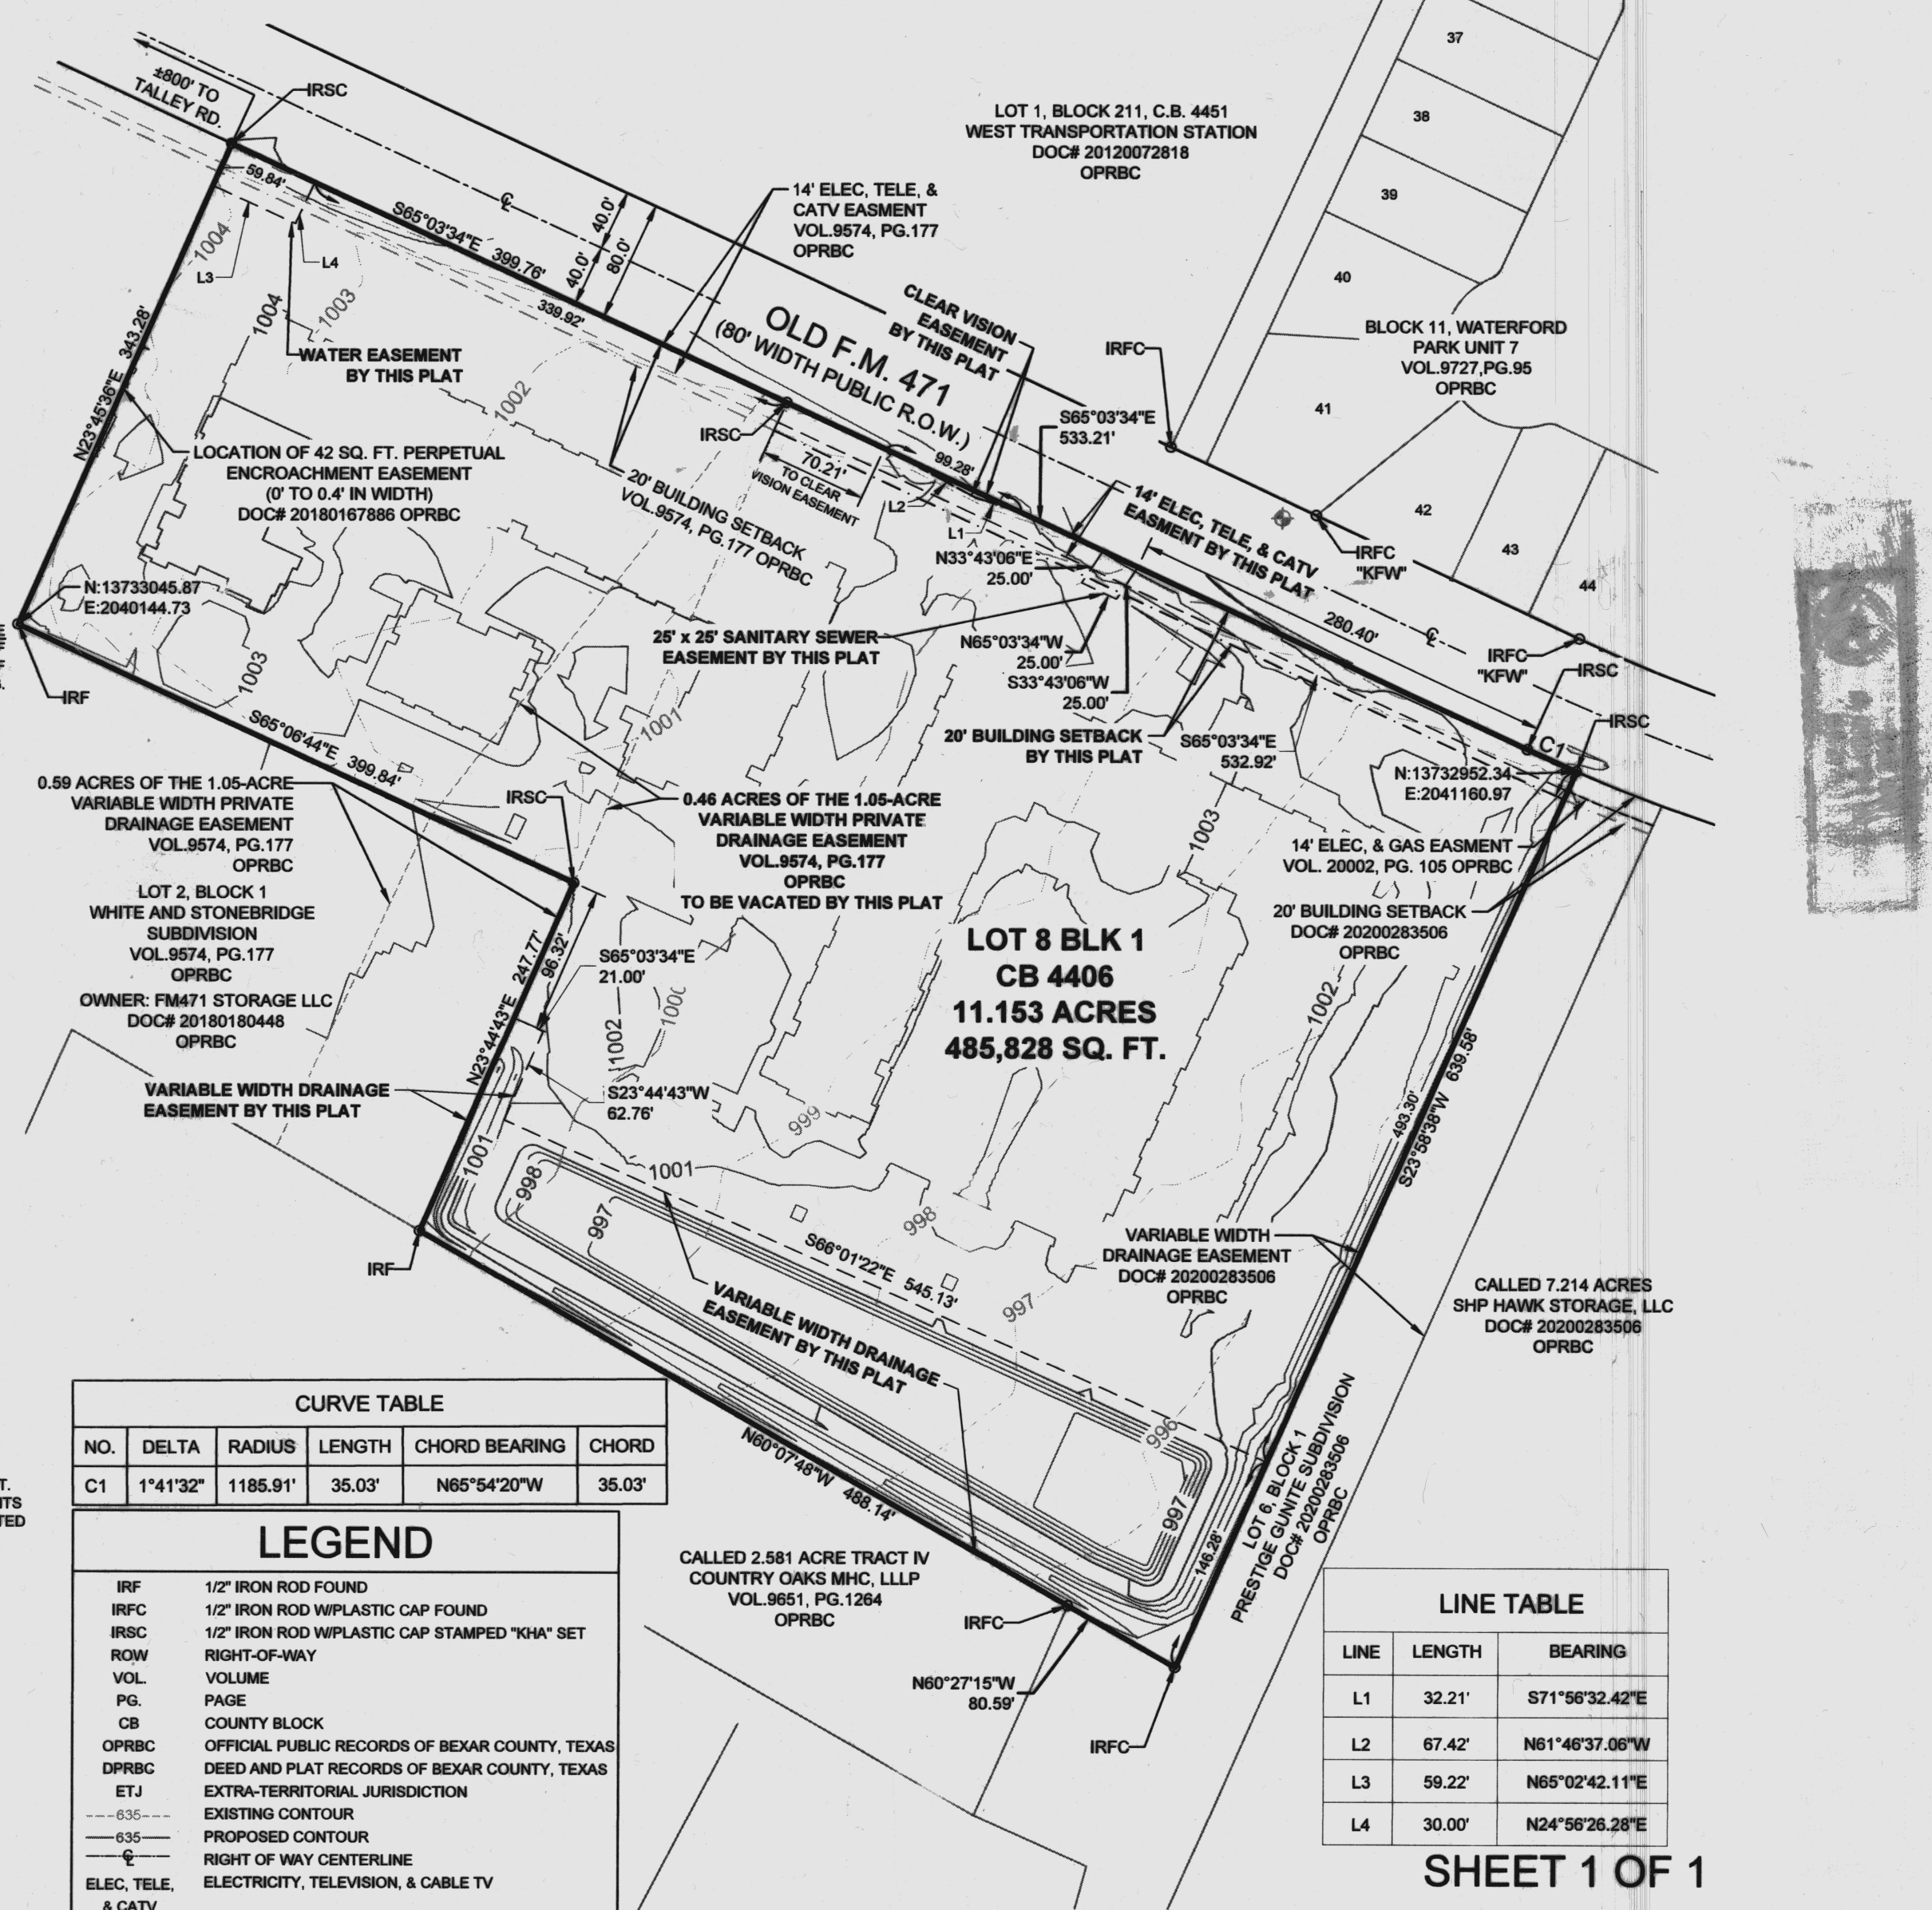 ±800' TO
TALLEY RD.
IRSC
59.84'
S65°03'34"E 399.76'
339.92'
L3
L4
1004
1004
1003
WATER EASEMENT
BY THIS PLAT
N23°45'36"E 343.28'
LOCATION OF 42 SQ. FT. PERPETUAL
ENCROACHMENT EASEMENT
(0' TO 0.4' IN WIDTH)
DOC# 20180167886 OPRBC
N:13733045.87
E:2040144.73
IRF
1003
40.0'
40.0'
80.0'
14' ELEC, TELE, &
CATV EASMENT
VOL.9574, PG.177
OPRBC
LOT 1, BLOCK 211, C.B. 4451
WEST TRANSPORTATION STATION
DOC# 20120072818
OPRBC
37
38
39
40
41
42
43
44
BLOCK 11, WATERFORD
PARK UNIT 7
VOL.9727,PG.95
OPRBC
CLEAR VISION
EASEMENT
BY THIS PLAT
OLD F.M. 471
(80' WIDTH PUBLIC R.O.W.)
IRFC
1002
IRSC
20' BUILDING SETBACK
VOL.9574, PG.177 OPRBC
70.21'
TO CLEAR
VISION EASEMENT
99.28'
L2
L1
S65°03'34"E
533.21'
14' ELEC, TELE, & CATV
EASMENT BY THIS PLAT
IRFC
"KFW"
N33°43'06"E
25.00'
25' x 25' SANITARY SEWER
EASEMENT BY THIS PLAT
N65°03'34"W
25.00'
S33°43'06"W
25.00'
280.40'
IRFC
"KFW"
IRSC
IRSC
C1
20' BUILDING SETBACK
BY THIS PLAT
S65°03'34"E
532.92'
N:13732952.34
E:2041160.97
14' ELEC, & GAS EASMENT
VOL. 20002, PG. 105 OPRBC
20' BUILDING SETBACK
DOC# 20200283506
OPRBC
1001
S65°06'44"E 399.84'
0.59 ACRES OF THE 1.05-ACRE
VARIABLE WIDTH PRIVATE
DRAINAGE EASEMENT
VOL.9574, PG.177
OPRBC
IRSC
0.46 ACRES OF THE 1.05-ACRE
VARIABLE WIDTH PRIVATE
DRAINAGE EASEMENT
VOL.9574, PG.177
OPRBC
TO BE VACATED BY THIS PLAT
1003
LOT 2, BLOCK 1
WHITE AND STONEBRIDGE
SUBDIVISION
VOL.9574, PG.177
OPRBC
OWNER: FM471 STORAGE LLC
DOC# 20180180448
OPRBC
N23°44'43"E 247.77'
96.32'
S65°03'34"E
21.00'
1002
1000
LOT 8 BLK 1
CB 4406
11.153 ACRES
485,828 SQ. FT.
1002
S23°58'38"W 639.58'
493.30'
VARIABLE WIDTH DRAINAGE
EASEMENT BY THIS PLAT
S23°44'43"W
62.76'
999
1001
1001
998
997
998
S66°01'22"E 545.13'
997
IRF
VARIABLE WIDTH DRAINAGE
EASEMENT BY THIS PLAT
VARIABLE WIDTH
DRAINAGE EASEMENT
DOC# 20200283506
OPRBC
CALLED 7.214 ACRES
SHP HAWK STORAGE, LLC
DOC# 20200283506
OPRBC
N60°07'48"W 488.14'
996
997
146.28'
LOT 6, BLOCK 1
PRESTIGE GUNITE SUBDIVISION
DOC# 20200283506
OPRBC
CALLED 2.581 ACRE TRACT IV
COUNTRY OAKS MHC, LLLP
VOL.9651, PG.1264
OPRBC
IRFC
N60°27'15"W
80.59'
IRFC
CURVE TABLE
NO. DELTA RADIUS LENGTH CHORD BEARING CHORD
C1 1°41'32" 1185.91' 35.03' N65°54'20"W 35.03'
LEGEND
IRF 1/2" IRON ROD FOUND
IRFC 1/2" IRON ROD W/PLASTIC CAP FOUND
IRSC 1/2" IRON ROD W/PLASTIC CAP STAMPED "KHA" SET
ROW RIGHT-OF-WAY
VOL. VOLUME
PG. PAGE
CB COUNTY BLOCK
OPRBC OFFICIAL PUBLIC RECORDS OF BEXAR COUNTY, TEXAS
DPRBC DEED AND PLAT RECORDS OF BEXAR COUNTY, TEXAS
ETJ EXTRA-TERRITORIAL JURISDICTION
635 EXISTING CONTOUR
635 PROPOSED CONTOUR
℄ RIGHT OF WAY CENTERLINE
ELEC, TELE, ELECTRICITY, TELEVISION, & CABLE TV
& CATV
LINE TABLE
LINE LENGTH BEARING
L1 32.21' S71°56'32.42"E
L2 67.42' N61°46'37.06"W
L3 59.22' N65°02'42.11"E
L4 30.00' N24°56'26.28"E
SHEET 1 OF 1